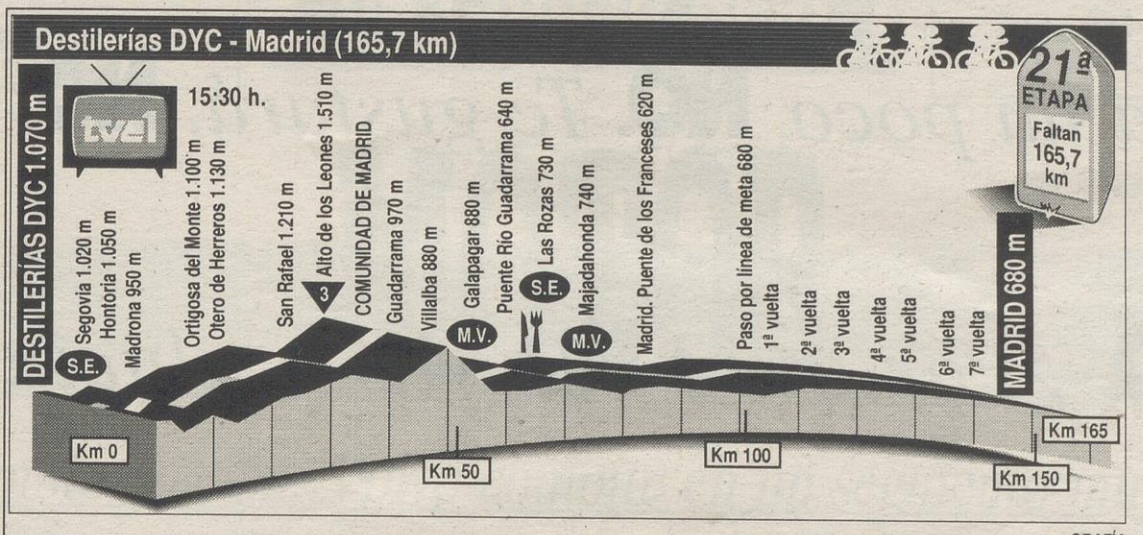 Destilerías DYC - Madrid (165,7 km)
21ª
ETAPA
Faltan
165,7
km
tve1
15:30 h.
DESTILERÍAS DYC 1.070 m
S.E.
Segovia 1.020 m
Hontoria 1.050 m
Madrona 950 m
Ortigosa del Monte 1.100 m
Otero de Herreros 1.130 m
San Rafael 1.210 m
3
Alto de los Leones 1.510 m
COMUNIDAD DE MADRID
Guadarrama 970 m
Villalba 880 m
M.V.
Galapagar 880 m
Puente Río Guadarrama 640 m
S.E.
Las Rozas 730 m
M.V.
Majadahonda 740 m
Madrid. Puente de los Franceses 620 m
Paso por línea de meta 680 m
1ª vuelta
2ª vuelta
3ª vuelta
4ª vuelta
5ª vuelta
6ª vuelta
7ª vuelta
MADRID 680 m
Km 0
Km 50
Km 100
Km 150
Km 165